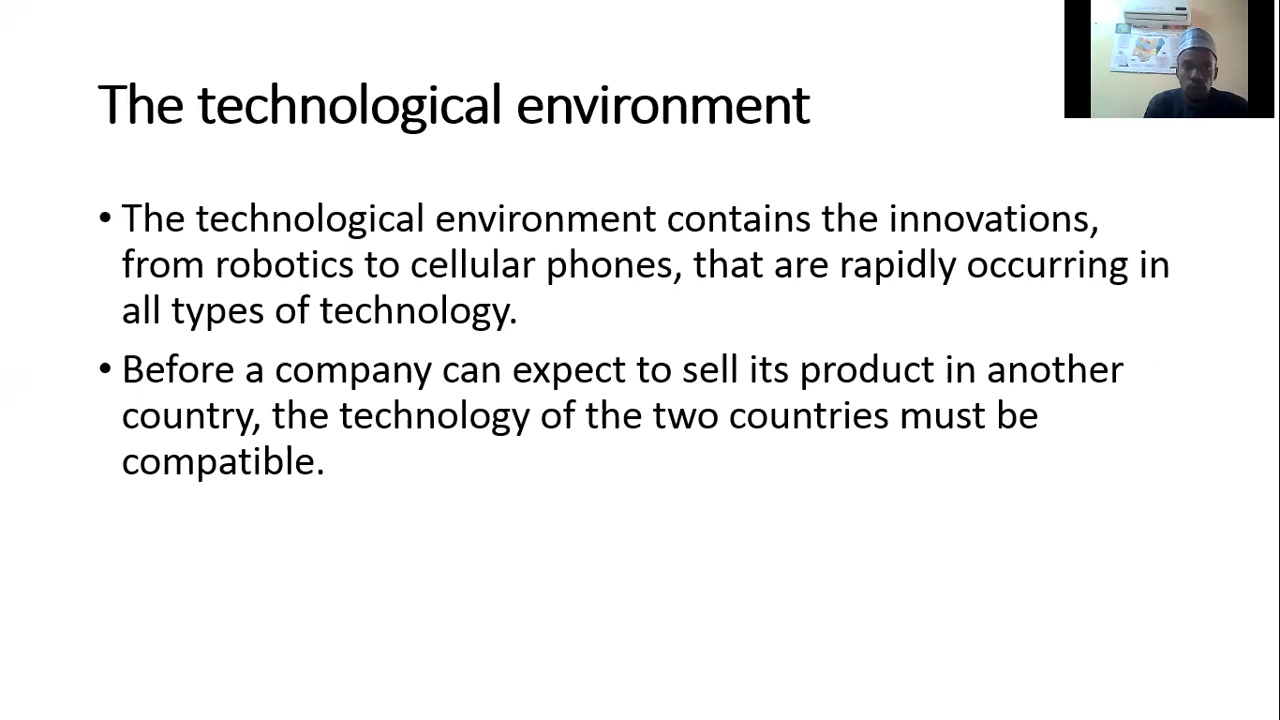 The technological environment
• The technological environment contains the innovations,
from robotics to cellular phones, that are rapidly occurring in
all types of technology.
• Before a company can expect to sell its product in another
country, the technology of the two countries must be
compatible.